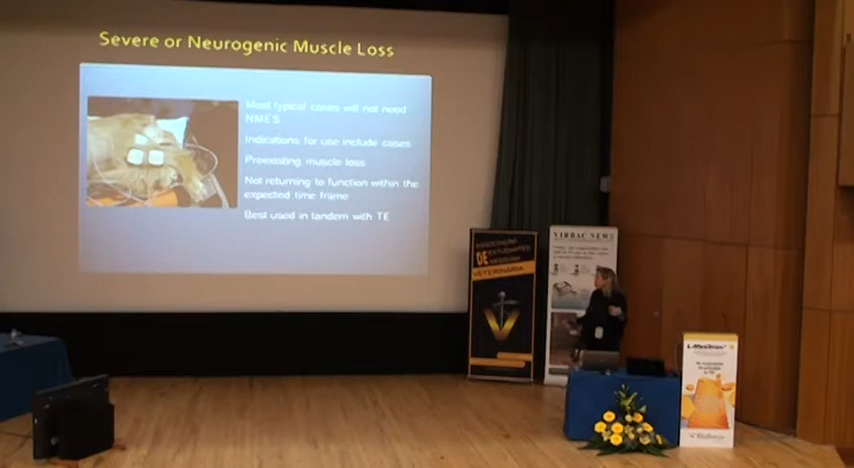 Severe or Neurogenic Muscle Loss
Most typical cases will not need
NMES
Indications for use include cases
Preexisting muscle loss
Not returning to function within the
expected time frame
Best used in tandem with TE
DE
VETERINÁRIA
VIRBAC NEWS